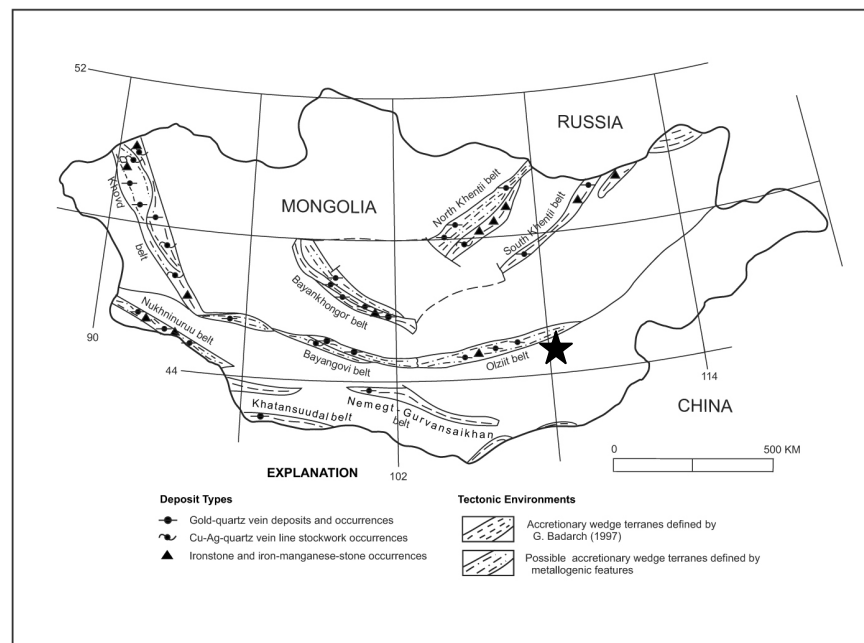 52
RUSSIA
MONGOLIA
North Khentii belt
South Khentii belt
Khovd
belt
Bayankhongor belt
Nukhninuruu belt
90
Bayangovi belt
Olziit belt
44
114
Khatansuudal belt
Nemegt-Gurvansaikhan
belt
CHINA
102
0
500 KM
EXPLANATION
Deposit Types
Gold-quartz vein deposits and occurrences
Cu-Ag-quartz vein line stockwork occurrences
Ironstone and iron-manganese-stone occurrences
Tectonic Environments
Accretionary wedge terranes defined by
G. Badarch (1997)
Possible accretionary wedge terranes defined by
metallogenic features